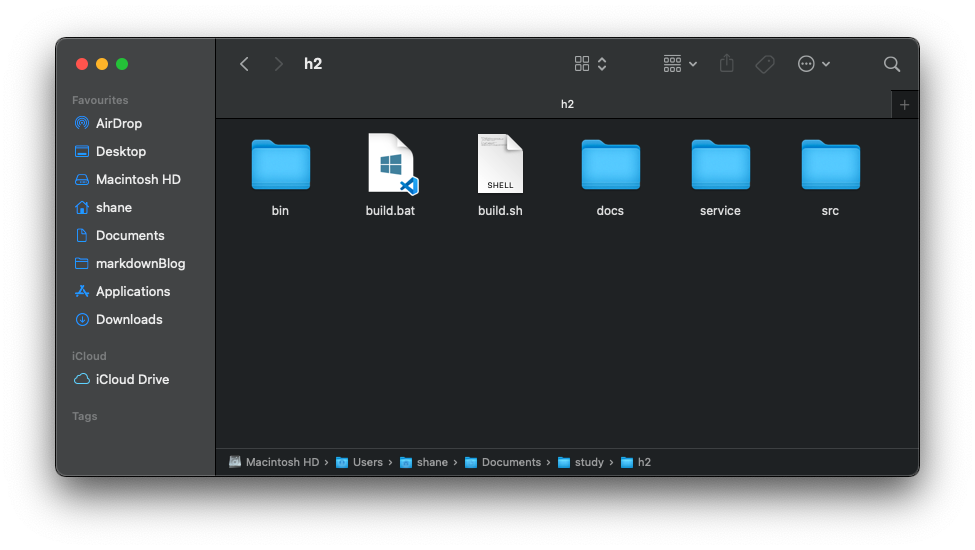 h2
h2
Favourites
AirDrop
Desktop
Macintosh HD
shane
Documents
markdownBlog
Applications
Downloads
iCloud
iCloud Drive
Tags
SHELL
bin
build.bat
build.sh
docs
service
src
Macintosh HD › Users › shane › Documents › study › h2